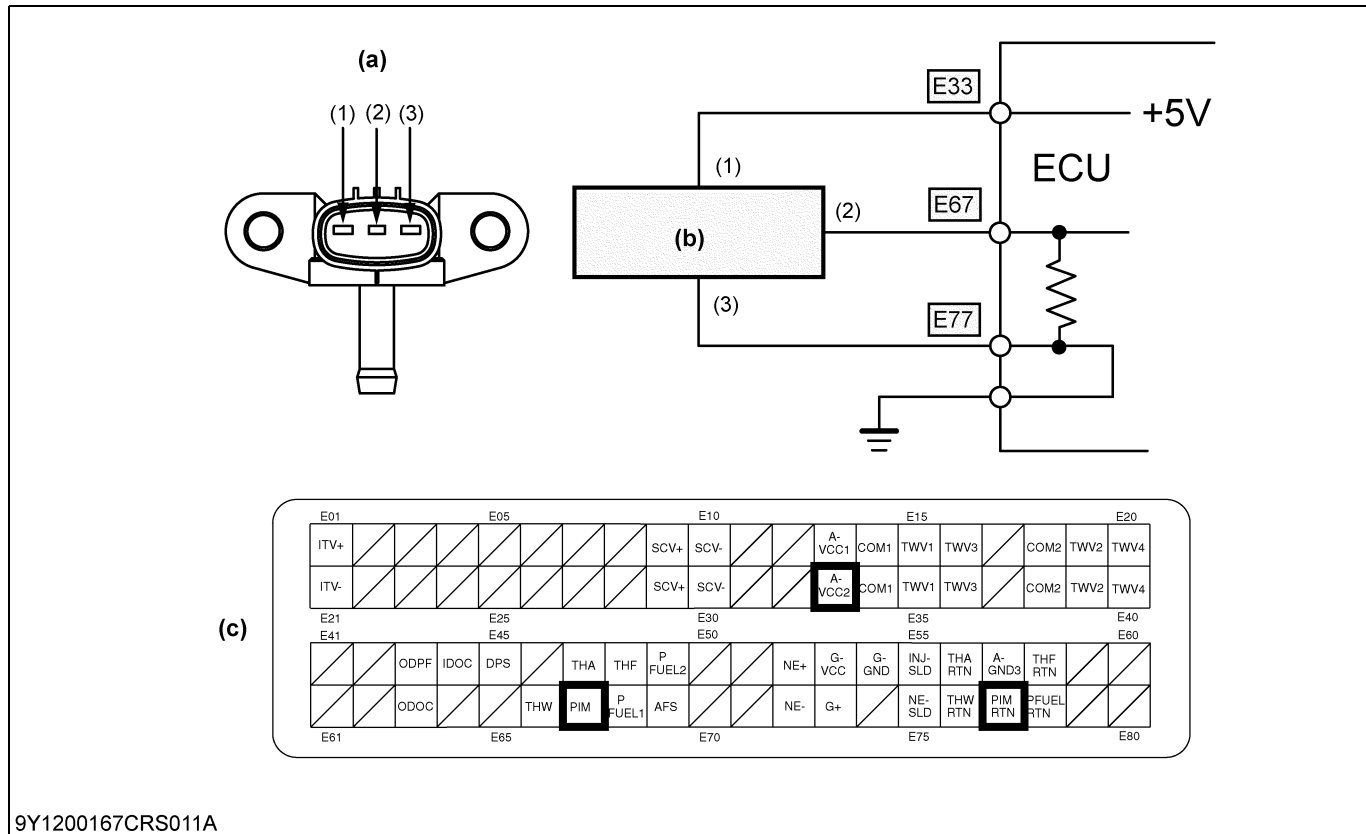 (a)
(1) (2) (3)
E33
+5V
(1)
ECU
E67
(2)
(b)
(3)
E77
(c)
E01 E05 E10 E15 E20
ITV+ SCV+ SCV- A-VCC1 COM1 TWV1 TWV3 COM2 TWV2 TWV4
ITV- SCV+ SCV- A-VCC2 COM1 TWV1 TWV3 COM2 TWV2 TWV4
E21 E25 E30 E35 E40
E41 E45 E50 E55 E60
ODPF IDOC DPS THA THF P FUEL2 NE+ G-VCC G-GND INJ-SLD THA RTN A-GND3 THF RTN
ODOC THW PIM P FUEL1 AFS NE- G+ NE-SLD THW RTN PIM RTN PFUEL RTN
E61 E65 E70 E75 E80
9Y1200167CRS011A